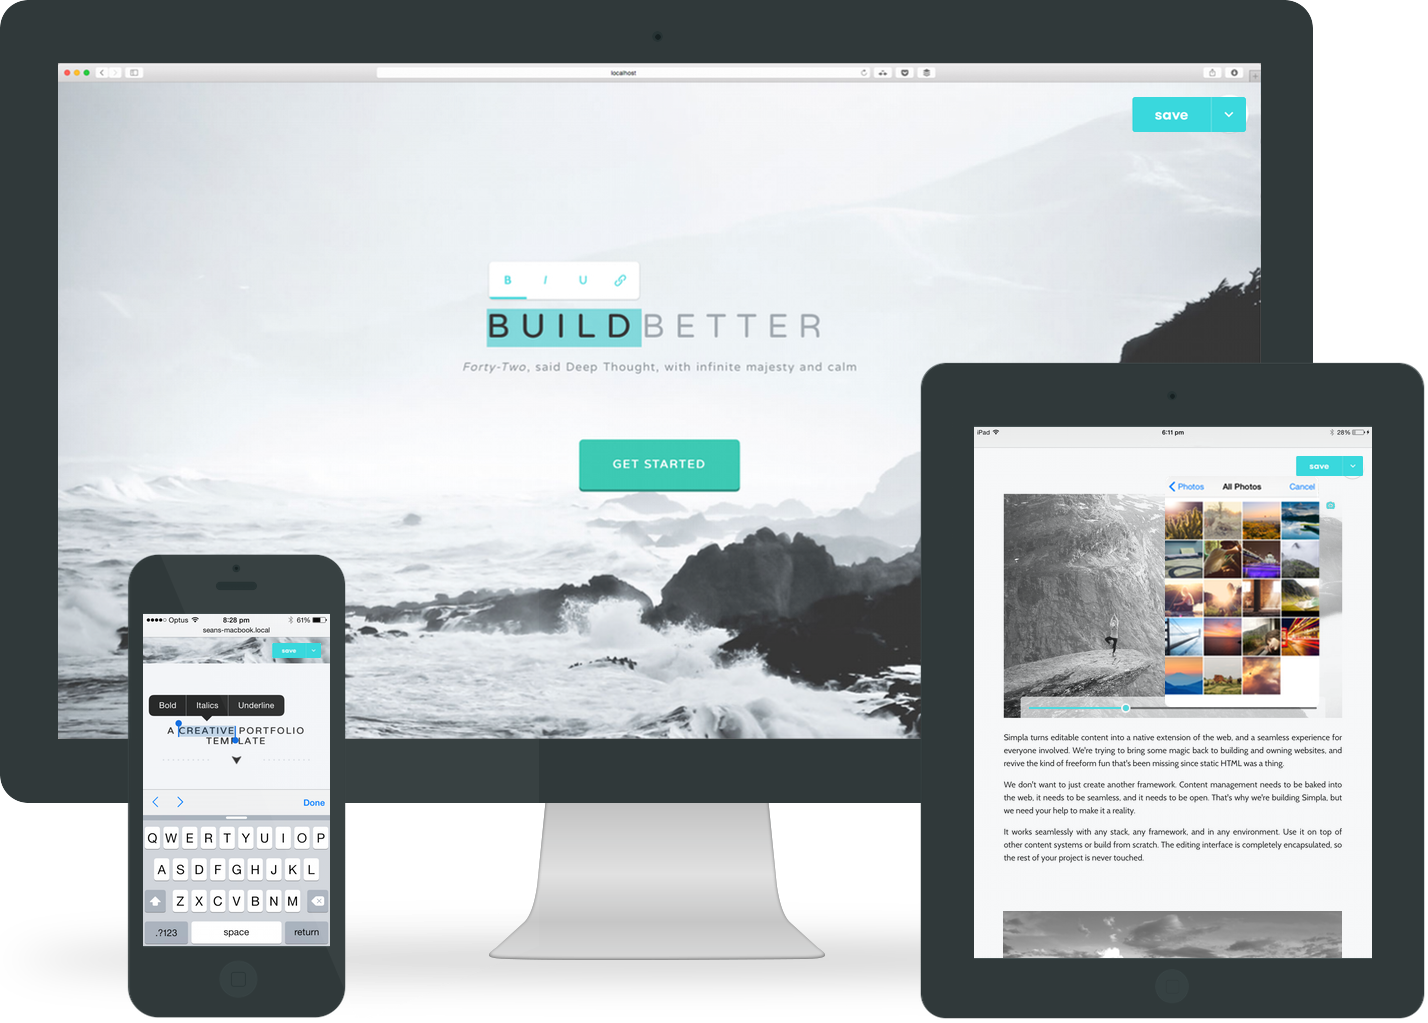 localhost
save
B I U
BUILDBETTER
Forty-Two, said Deep Thought, with infinite majesty and calm
GET STARTED
Optus 8:28 pm 61%
seans-macbook.local
save
Bold Italics Underline
A CREATIVE PORTFOLIO
TEMPLATE
Done
Q W E R T Y U I O P
A S D F G H J K L
Z X C V B N M
.?123 space return
iPad 6:11 pm 28%
save
Photos All Photos Cancel
Simpla turns editable content into a native extension of the web, and a seamless experience for
everyone involved. We're trying to bring some magic back to building and owning websites, and
revive the kind of freeform fun that's been missing since static HTML was a thing.
We don't want to just create another framework. Content management needs to be baked into
the web, it needs to be seamless, and it needs to be open. That's why we're building Simpla, but
we need your help to make it a reality.
It works seamlessly with any stack, any framework, and in any environment. Use it on top of
other content systems or build from scratch. The editing interface is completely encapsulated, so
the rest of your project is never touched.